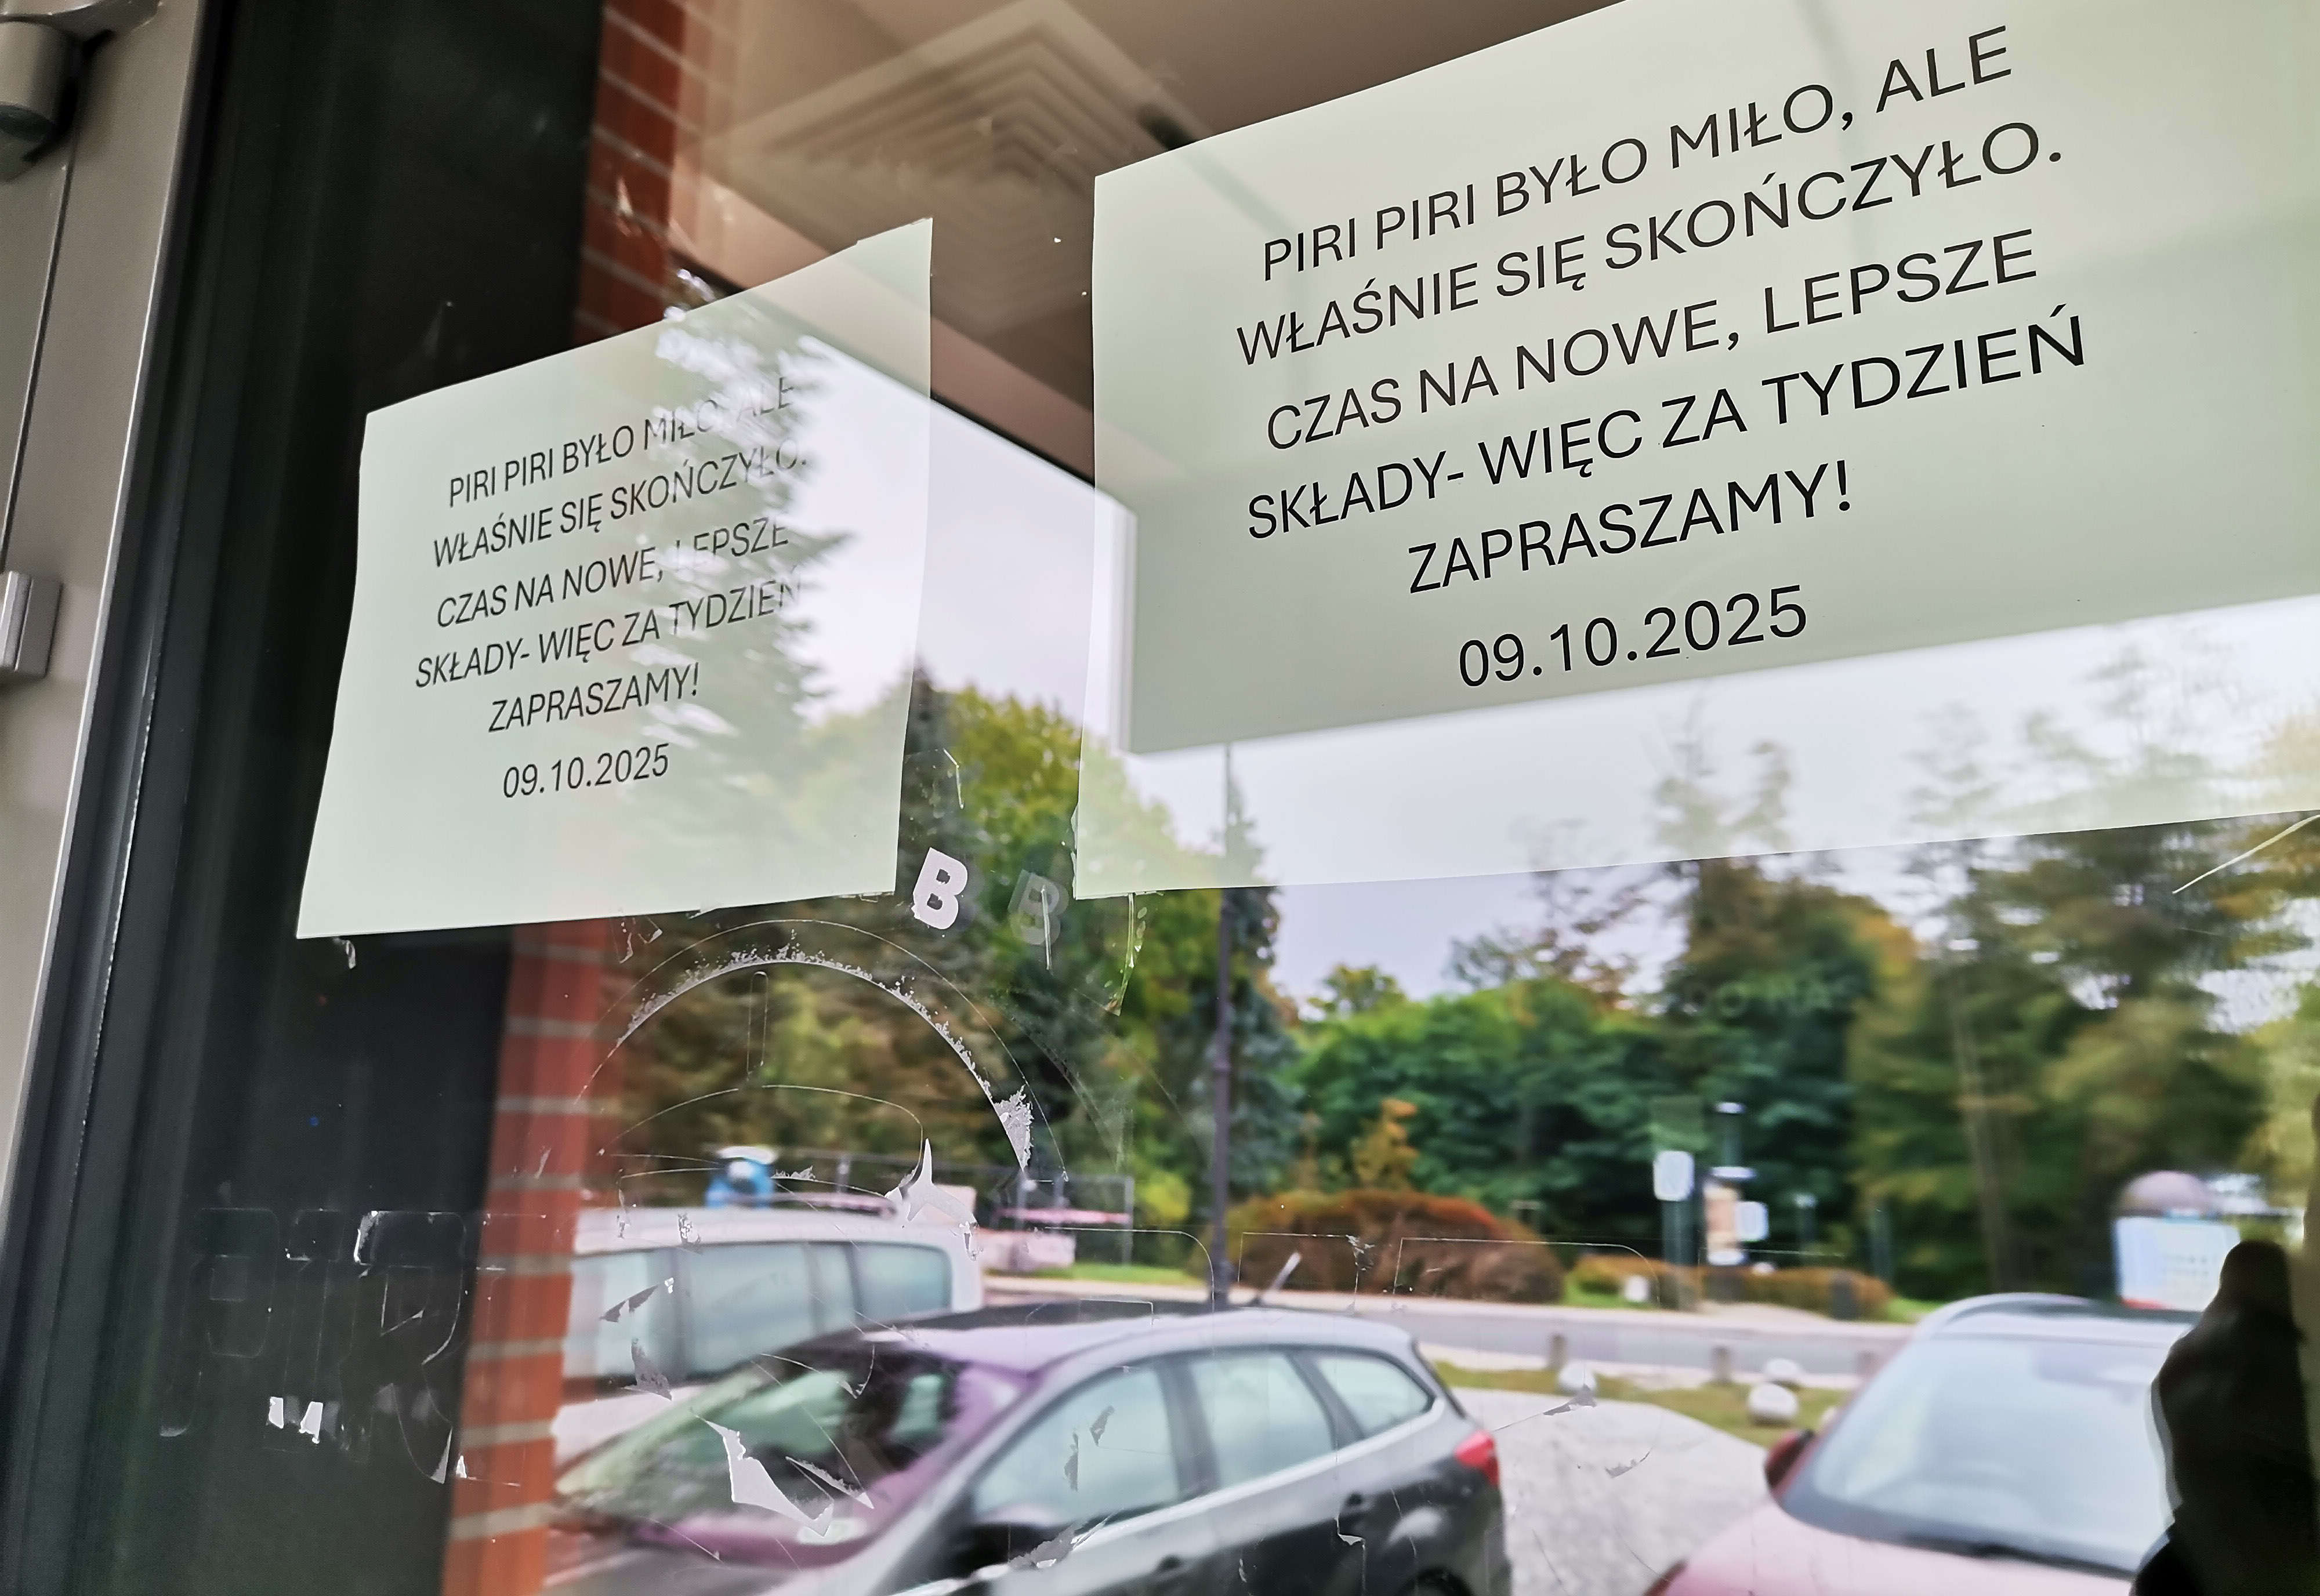 PIRI PIRI BYŁO MIŁO, ALE
WŁAŚNIE SIĘ SKOŃCZYŁO.
CZAS NA NOWE, LEPSZE
SKŁADY- WIĘC ZA TYDZIEŃ
ZAPRASZAMY!
09.10.2025
PIRI PIRI BYŁO MIŁO, ALE
WŁAŚNIE SIĘ SKOŃCZYŁO.
CZAS NA NOWE, LEPSZE
SKŁADY- WIĘC ZA TYDZIEŃ
ZAPRASZAMY!
09.10.2025
B